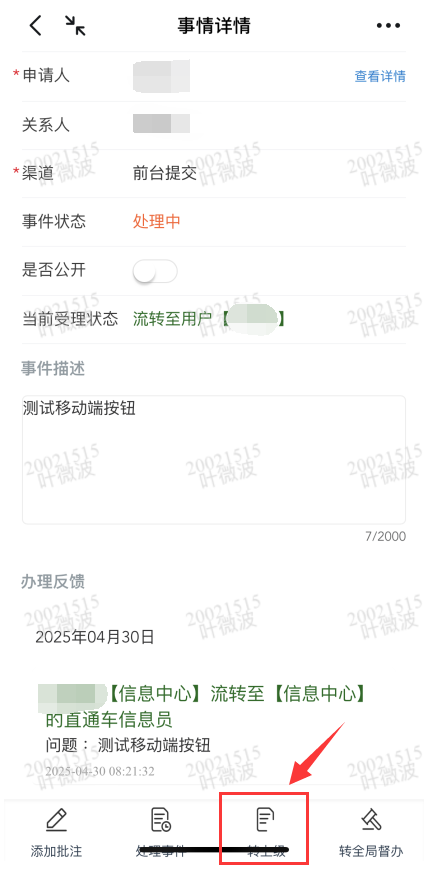 事情详情
*申请人 查看详情
关系人
*渠道 前台提交
事件状态 处理中
是否公开
当前受理状态 流转至用户【 】
事件描述
测试移动端按钮
7/2000
办理反馈
2025年04月30日
【信息中心】流转至【信息中心】
的直通车信息员
问题：测试移动端按钮
2025-04-30 08:21:32
添加批注 处理事件 转上级 转全局督办
20021515
叶微波